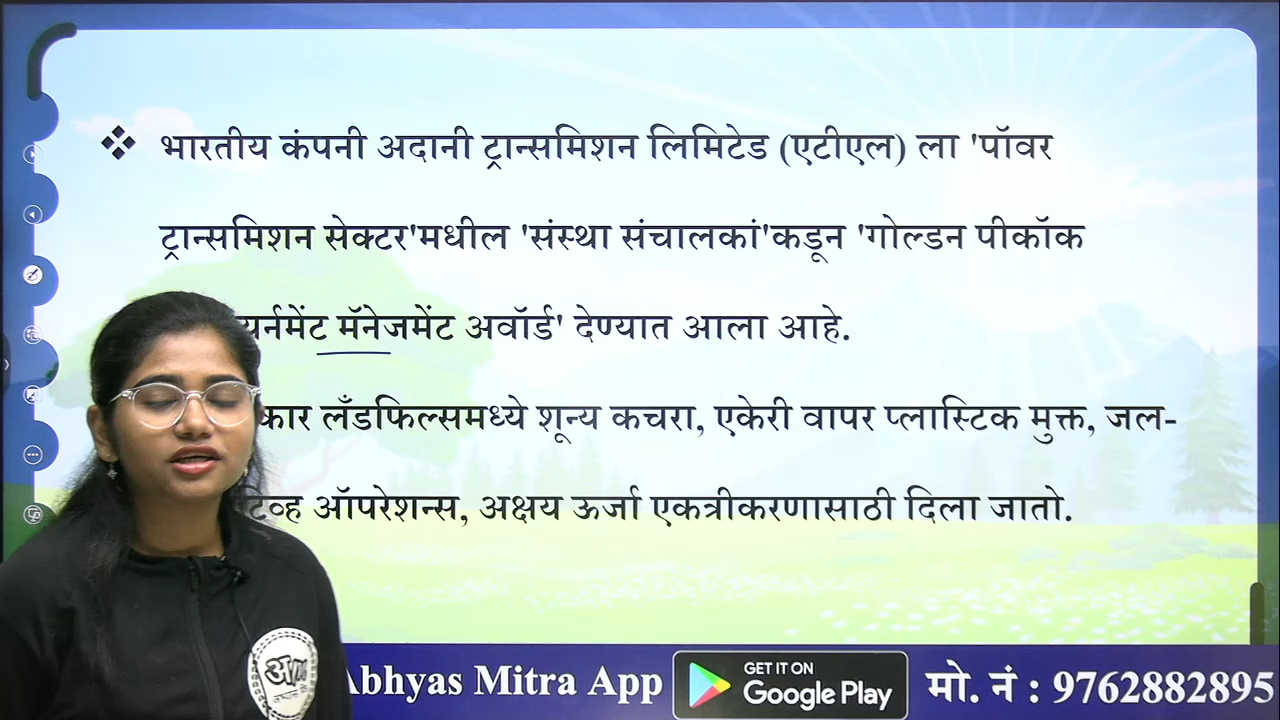 भारतीय कंपनी अदानी ट्रान्समिशन लिमिटेड (एटीएल) ला 'पॉवर
ट्रान्समिशन सेक्टर'मधील 'संस्था संचालकां'कडून 'गोल्डन पीकॉक
मॅनेजमेंट अवॉर्ड' देण्यात आला आहे.
लँडफिल्समध्ये शून्य कचरा, एकेरी वापर प्लास्टिक मुक्त, जल-
ऑपरेशन्स, अक्षय ऊर्जा एकत्रीकरणासाठी दिला जातो.
Abhyas Mitra App
GET IT ON
Google Play
मो. नं : 9762882895